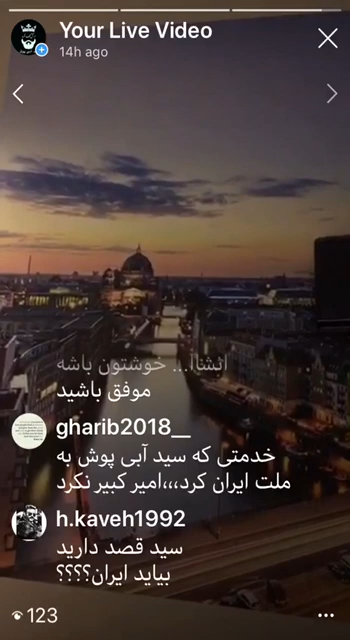 Your Live Video
14h ago
انشاا... خوشتون باشه
موفق باشید
gharib2018__
خدمتی که سید آبی پوش به
ملت ایران کرد،،،امیر کبیر نکرد
h.kaveh1992
سید قصد دارید
بیاید ایران؟؟؟؟
123